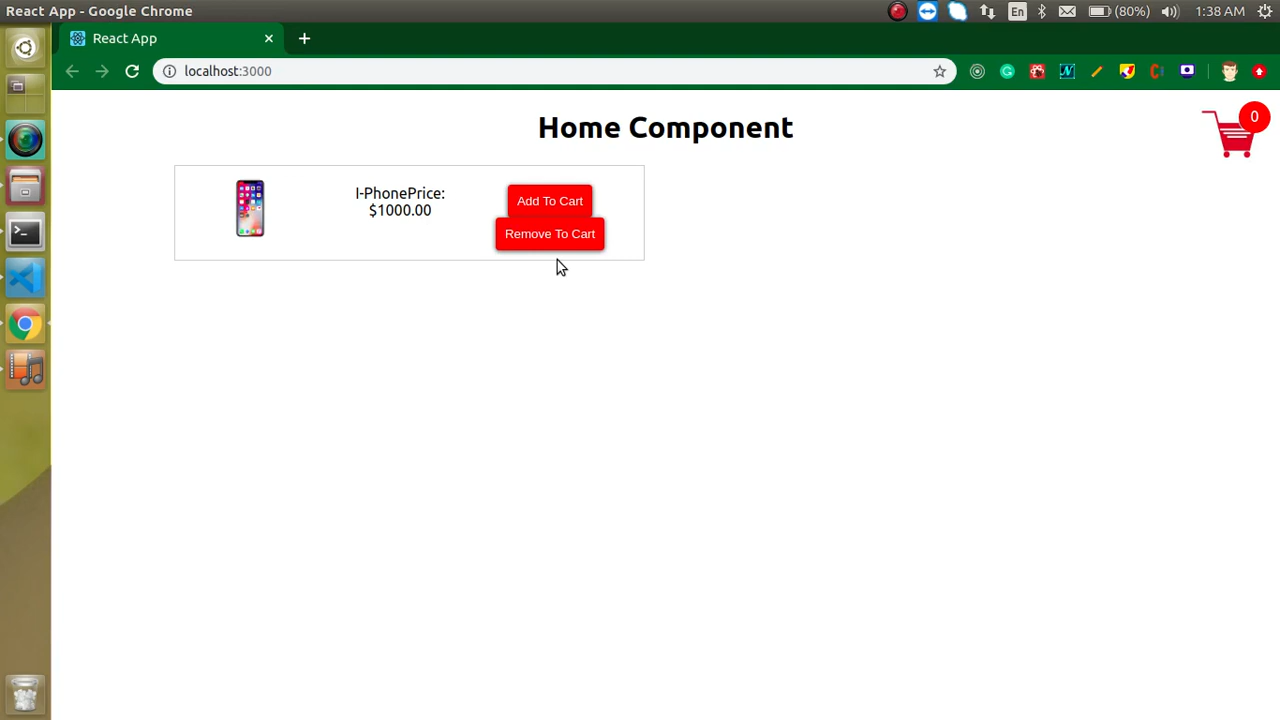 React App - Google Chrome
En
(80%)
1:38 AM
React App
localhost:3000
Home Component
0
I-PhonePrice:
$1000.00
Add To Cart
Remove To Cart